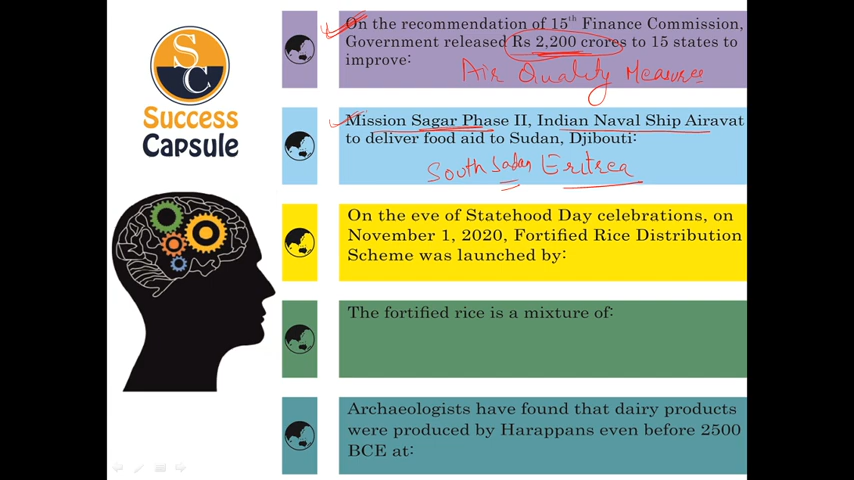 SC
Success
Capsule
On the recommendation of 15th Finance Commission,
Government released Rs 2,200 crores to 15 states to
improve:
Air Quality Measures
Mission Sagar Phase II, Indian Naval Ship Airavat
to deliver food aid to Sudan, Djibouti:
South Sudan Eritrea
On the eve of Statehood Day celebrations, on
November 1, 2020, Fortified Rice Distribution
Scheme was launched by:
The fortified rice is a mixture of:
Archaeologists have found that dairy products
were produced by Harappans even before 2500
BCE at: